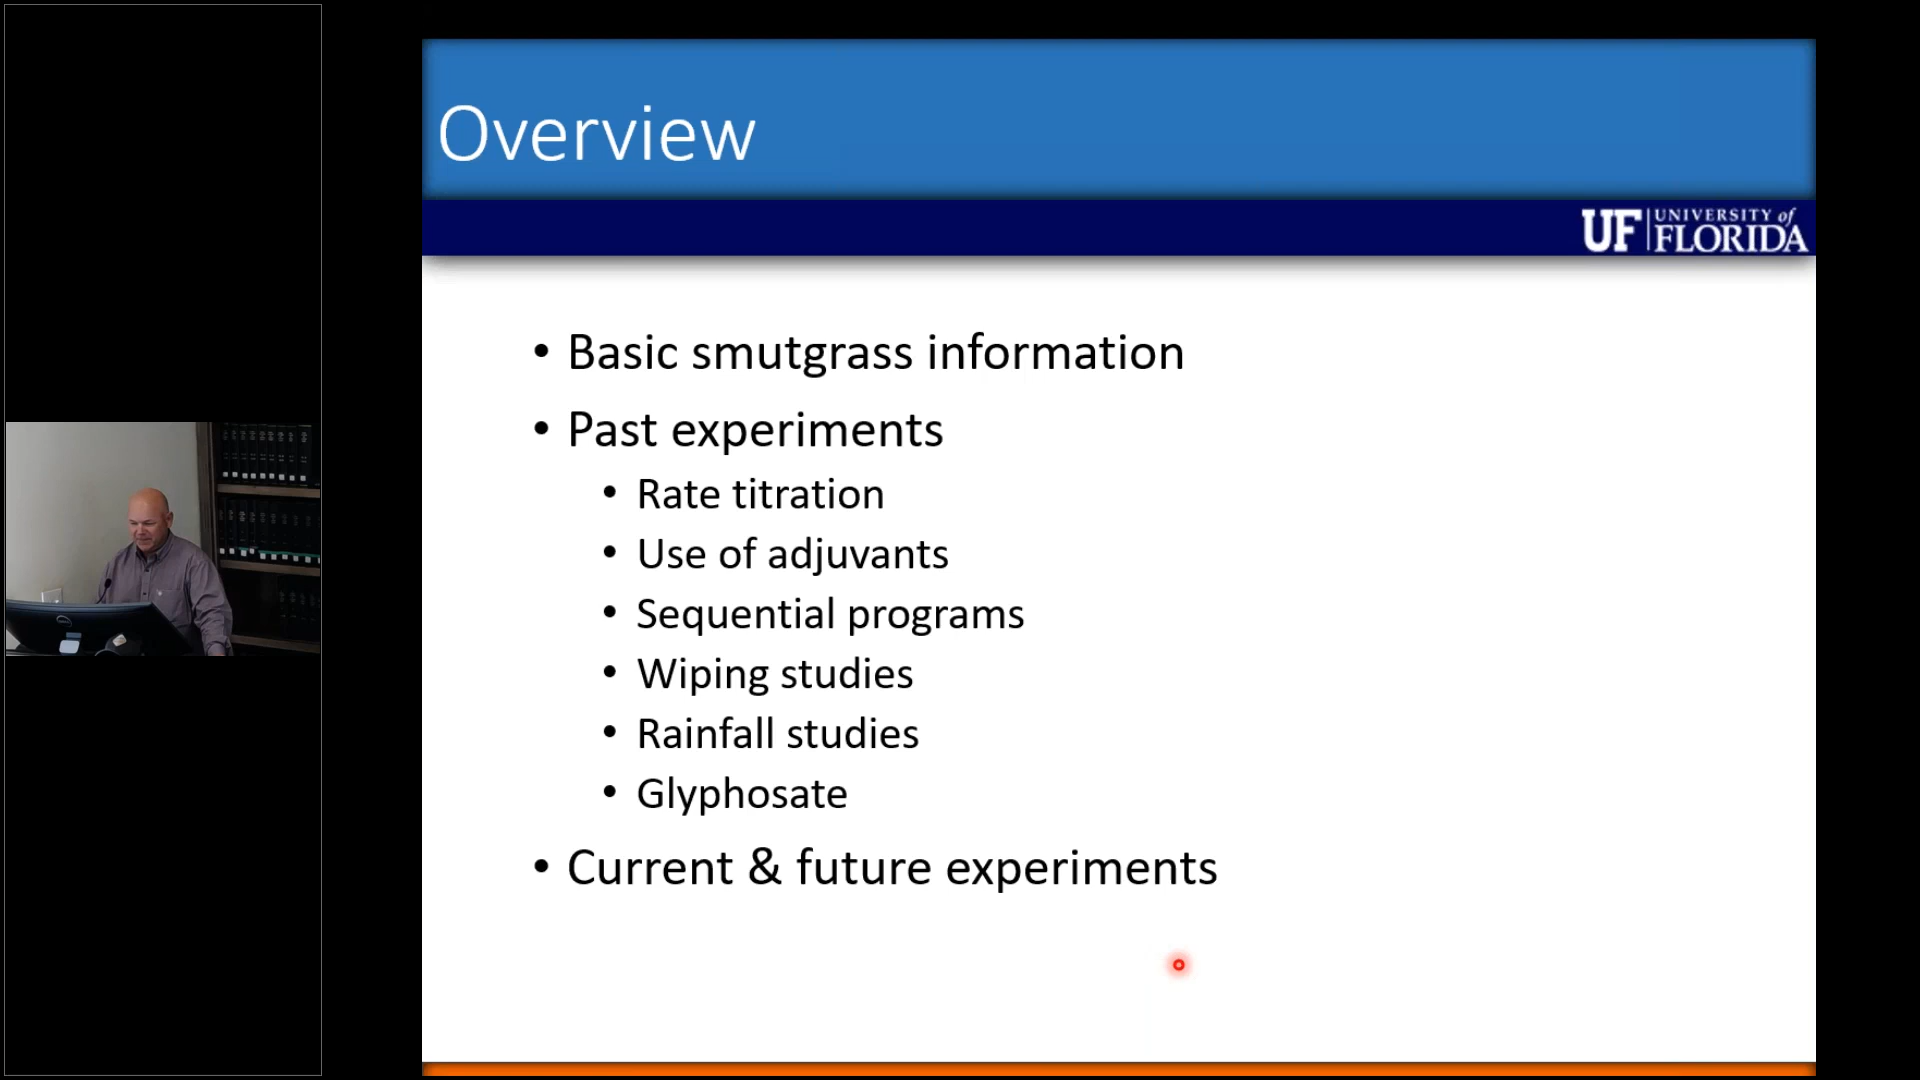 Overview
UF UNIVERSITY of
FLORIDA
• Basic smutgrass information
• Past experiments
• Rate titration
• Use of adjuvants
• Sequential programs
• Wiping studies
• Rainfall studies
• Glyphosate
• Current & future experiments